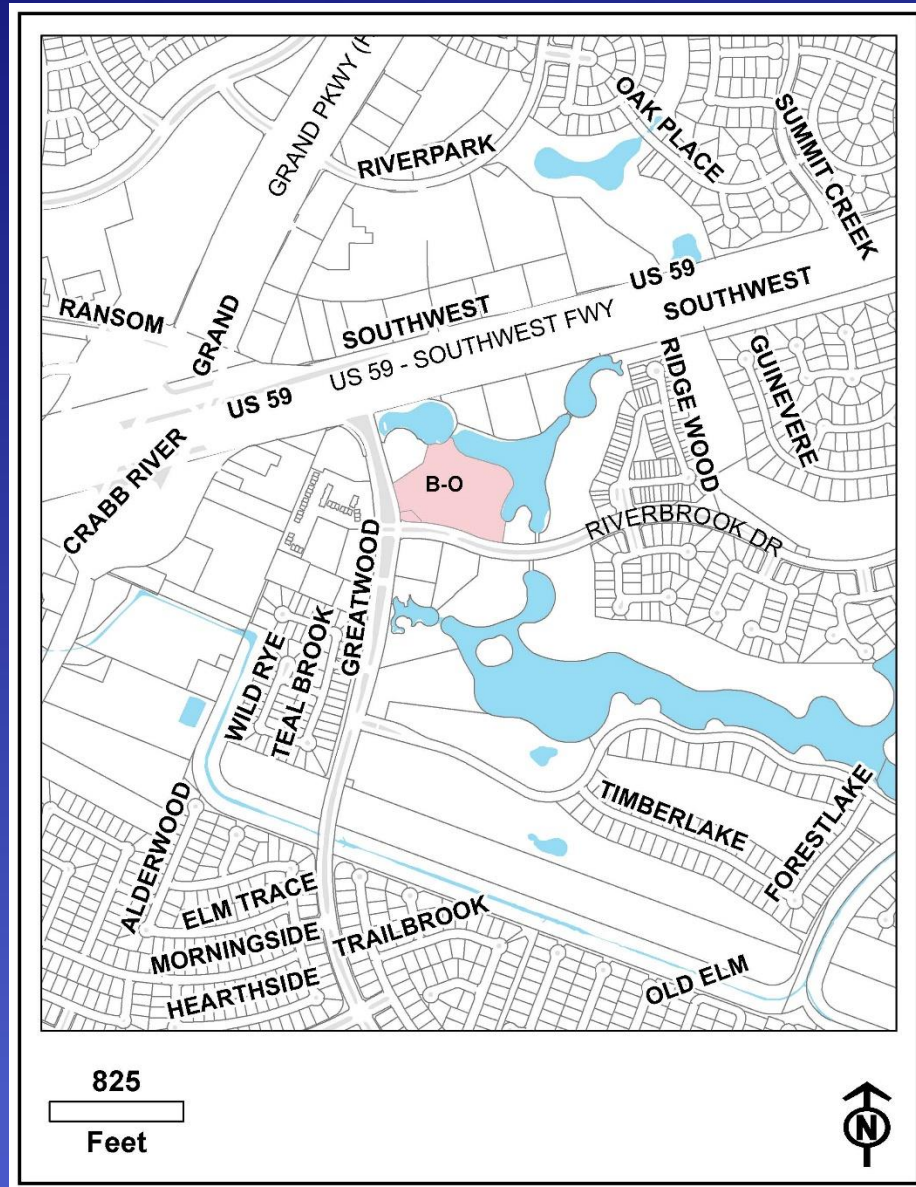 GRAND PKWY (
OAK PLACE
SUMMIT CREEK
RIVERPARK
US 59
SOUTHWEST
RANSOM
GRAND
SOUTHWEST
US 59 - SOUTHWEST FWY
US 59
RIDGE WOOD
GUINEVERE
CRABB RIVER
B-O
RIVERBROOK DR
GREATWOOD
WILD RYE
TEAL BROOK
TIMBERLAKE
FORESTLAKE
ALDERWOOD
ELM TRACE
TRAILBROOK
MORNINGSIDE
HEARTHSIDE
OLD ELM
825
Feet
N